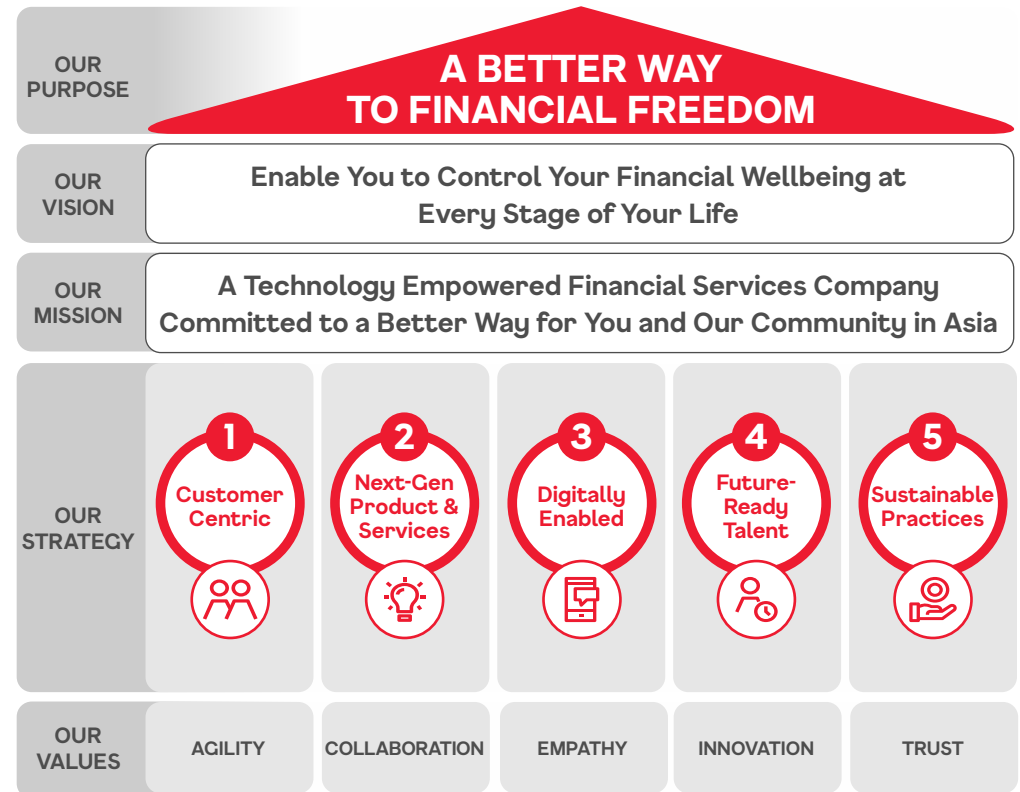 OUR
PURPOSE
A BETTER WAY
TO FINANCIAL FREEDOM
OUR
VISION
Enable You to Control Your Financial Wellbeing at
Every Stage of Your Life
OUR
MISSION
A Technology Empowered Financial Services Company
Committed to a Better Way for You and Our Community in Asia
OUR
STRATEGY
1
Customer
Centric
2
Next-Gen
Product &
Services
3
Digitally
Enabled
4
Future-
Ready
Talent
5
Sustainable
Practices
OUR
VALUES
AGILITY
COLLABORATION
EMPATHY
INNOVATION
TRUST